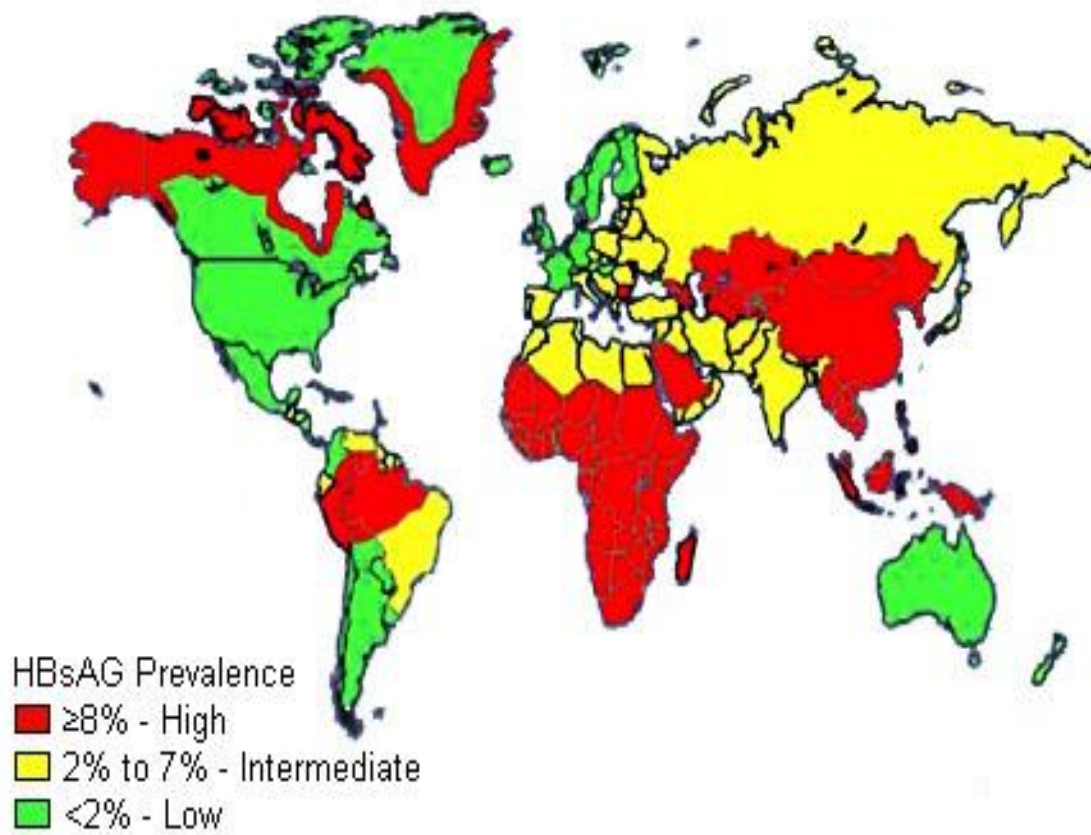 HBsAG Prevalence
≥8% - High
2% to 7% - Intermediate
<2% - Low